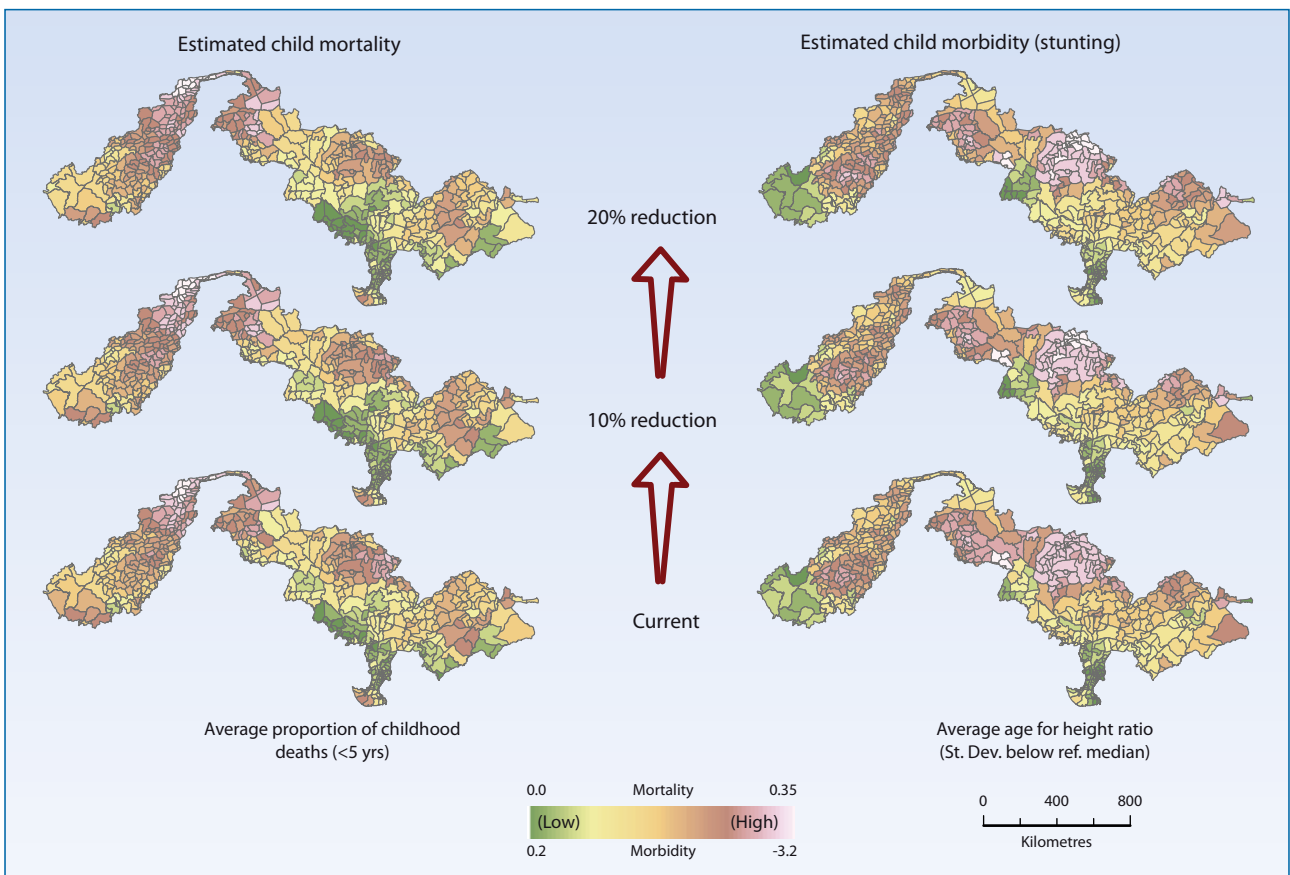 Estimated child mortality
Estimated child morbidity (stunting)
20% reduction
10% reduction
Current
Average proportion of childhood
deaths (<5 yrs)
Average age for height ratio
(St. Dev. below ref. median)
0.0 Mortality 0.35
(Low) (High)
0.2 Morbidity -3.2
0 400 800
Kilometres